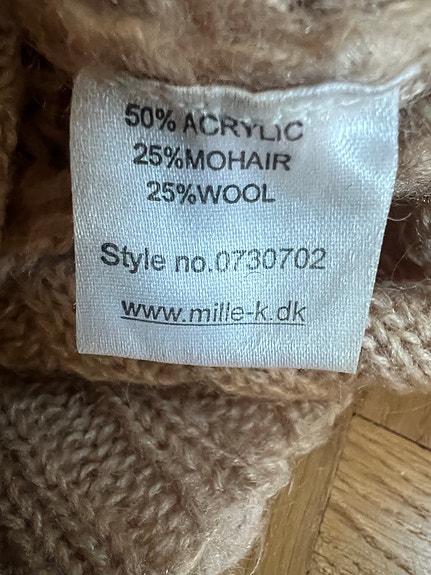 50% ACRYLIC
25%MOHAIR
25%WOOL
Style no.0730702
www.mille-k.dk